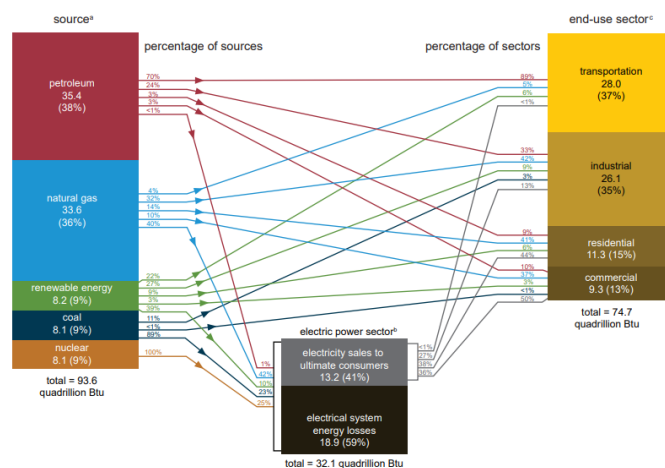 sourceᵃ
end-use sectorᶜ
percentage of sources
percentage of sectors
petroleum
35.4
(38%)
70%
24%
3%
3%
<1%
natural gas
33.6
(36%)
4%
32%
14%
10%
40%
renewable energy
8.2 (9%)
22%
27%
9%
3%
39%
coal
8.1 (9%)
11%
<1%
89%
nuclear
8.1 (9%)
100%
total = 93.6
quadrillion Btu
electric power sectorᵇ
1%
42%
10%
23%
25%
electricity sales to
ultimate consumers
13.2 (41%)
electrical system
energy losses
18.9 (59%)
total = 32.1 quadrillion Btu
<1%
27%
38%
36%
89%
5%
6%
<1%
transportation
28.0
(37%)
33%
42%
9%
3%
13%
industrial
26.1
(35%)
9%
41%
6%
44%
residential
11.3 (15%)
10%
37%
3%
<1%
50%
commercial
9.3 (13%)
total = 74.7
quadrillion Btu